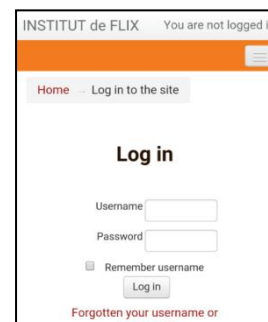 INSTITUT de FLIX You are not logged i
Home → Log in to the site
Log in
Username
Password
Remember username
Log in
Forgotten your username or